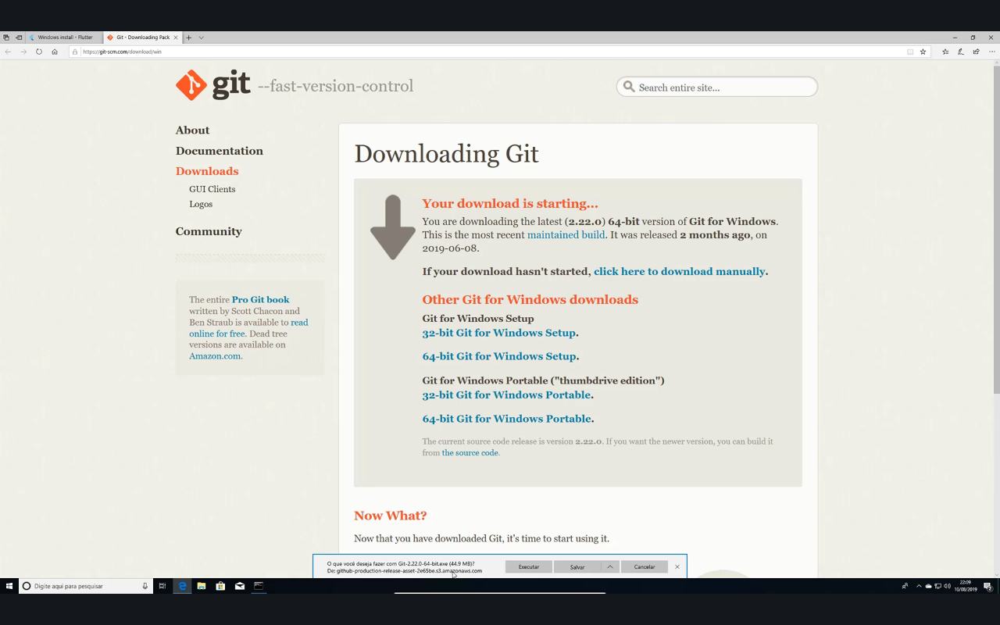 Windows install - Flutter
Git - Downloading Pack
https://git-scm.com/download/win
git --fast-version-control
Search entire site...
About
Documentation
Downloads
GUI Clients
Logos
Community
The entire Pro Git book
written by Scott Chacon and
Ben Straub is available to read
online for free. Dead tree
versions are available on
Amazon.com.
Downloading Git
Your download is starting...
You are downloading the latest (2.22.0) 64-bit version of Git for Windows.
This is the most recent maintained build. It was released 2 months ago, on
2019-06-08.
If your download hasn't started, click here to download manually.
Other Git for Windows downloads
Git for Windows Setup
32-bit Git for Windows Setup.
64-bit Git for Windows Setup.
Git for Windows Portable ("thumbdrive edition")
32-bit Git for Windows Portable.
64-bit Git for Windows Portable.
The current source code release is version 2.22.0. If you want the newer version, you can build it
from the source code.
Now What?
Now that you have downloaded Git, it's time to start using it.
O que você deseja fazer com Git-2.22.0-64-bit.exe (44.9 MB)?
De: github-production-release-asset-2e65be.s3.amazonaws.com
Executar
Salvar
Cancelar
Digite aqui para pesquisar
22:09
10/08/2019